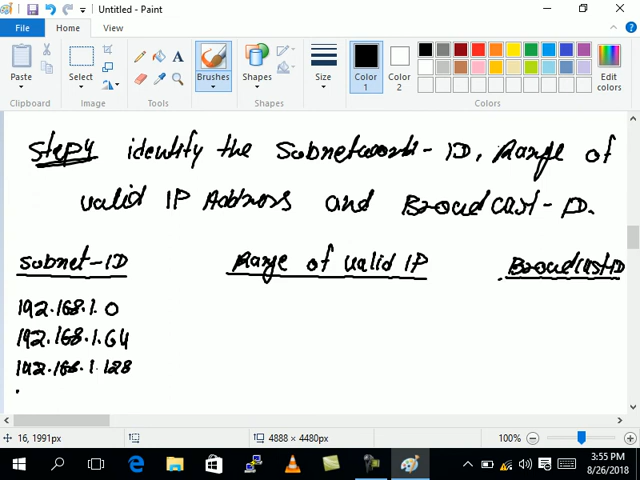 Untitled - Paint
File Home View
Paste Select Brushes Shapes Size Color 1 Color 2 Edit colors
Clipboard Image Tools Shapes Colors
Step4 identify the Subnetwork-ID, Range of
valid IP Address and Broadcast-ID.
Subnet-ID Range of valid IP Broadcast-ID
192.168.1.0
192.168.1.64
192.168.1.128
16, 1991px 4888 × 4480px 100%
3:55 PM
8/26/2018